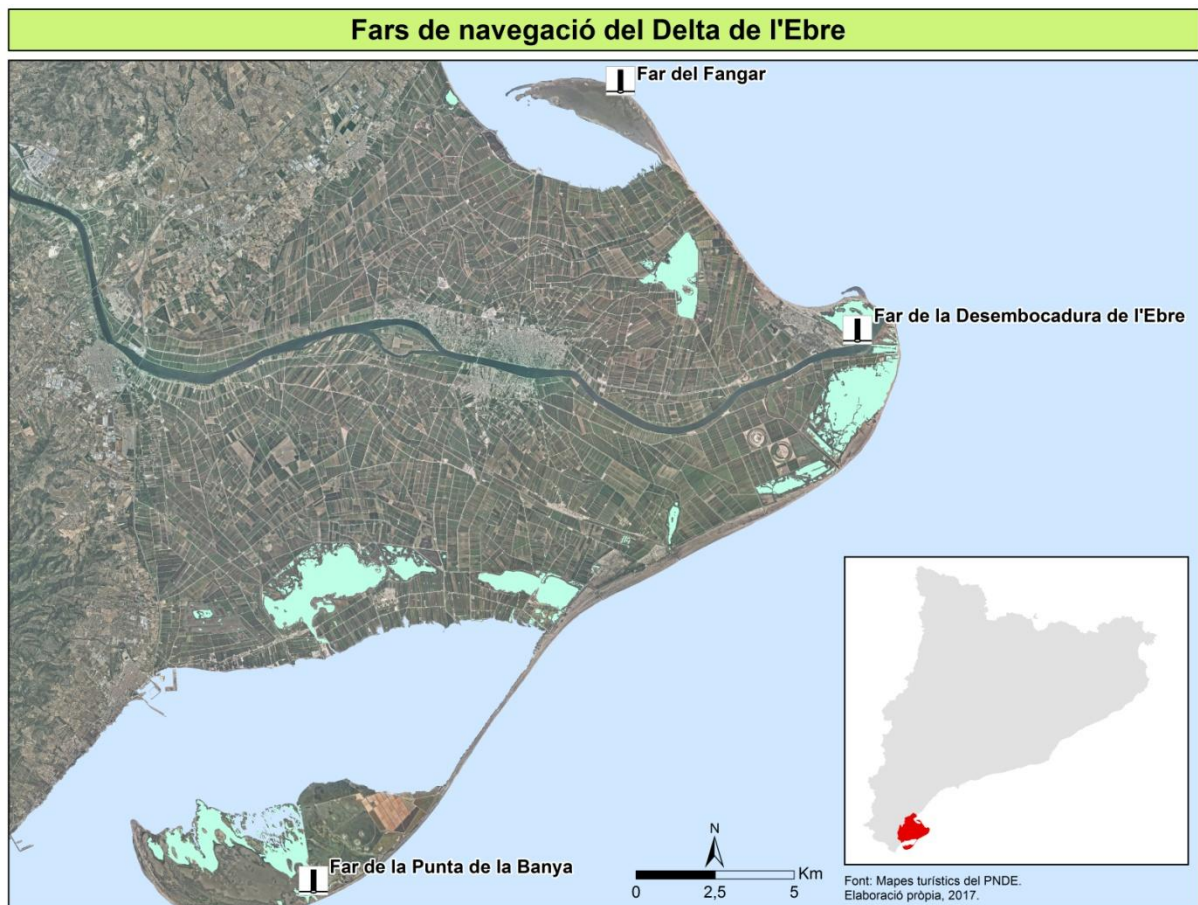 Fars de navegació del Delta de l'Ebre
Far del Fangar
Far de la Desembocadura de l'Ebre
Far de la Punta de la Banya
N
Km
0 2,5 5
Font: Mapes turístics del PNDE.
Elaboració pròpia, 2017.